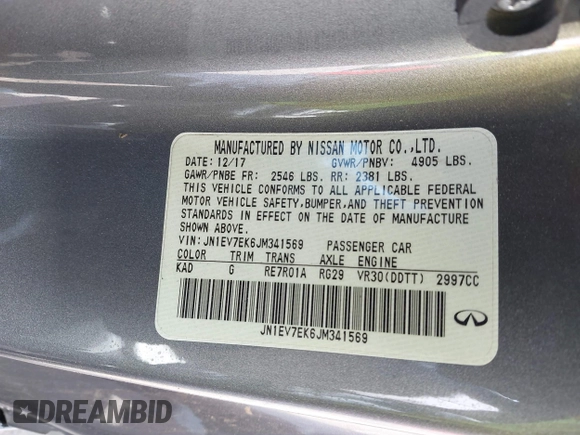 MANUFACTURED BY NISSAN MOTOR CO.,LTD.
DATE: 12/17 GVWR/PNBV: 4905 LBS.
GAWR/PNBE FR: 2546 LBS. RR: 2381 LBS.
THIS VEHICLE CONFORMS TO ALL APPLICABLE FEDERAL
MOTOR VEHICLE SAFETY, BUMPER, AND THEFT PREVENTION
STANDARDS IN EFFECT ON THE DATE OF MANUFACTURE
SHOWN ABOVE.
VIN: JN1EV7EK6JM341569 PASSENGER CAR
COLOR TRIM TRANS AXLE ENGINE
KAD G RE7R01A RG29 VR30(DDTT) 2997CC
JN1EV7EK6JM341569
DREAMBID